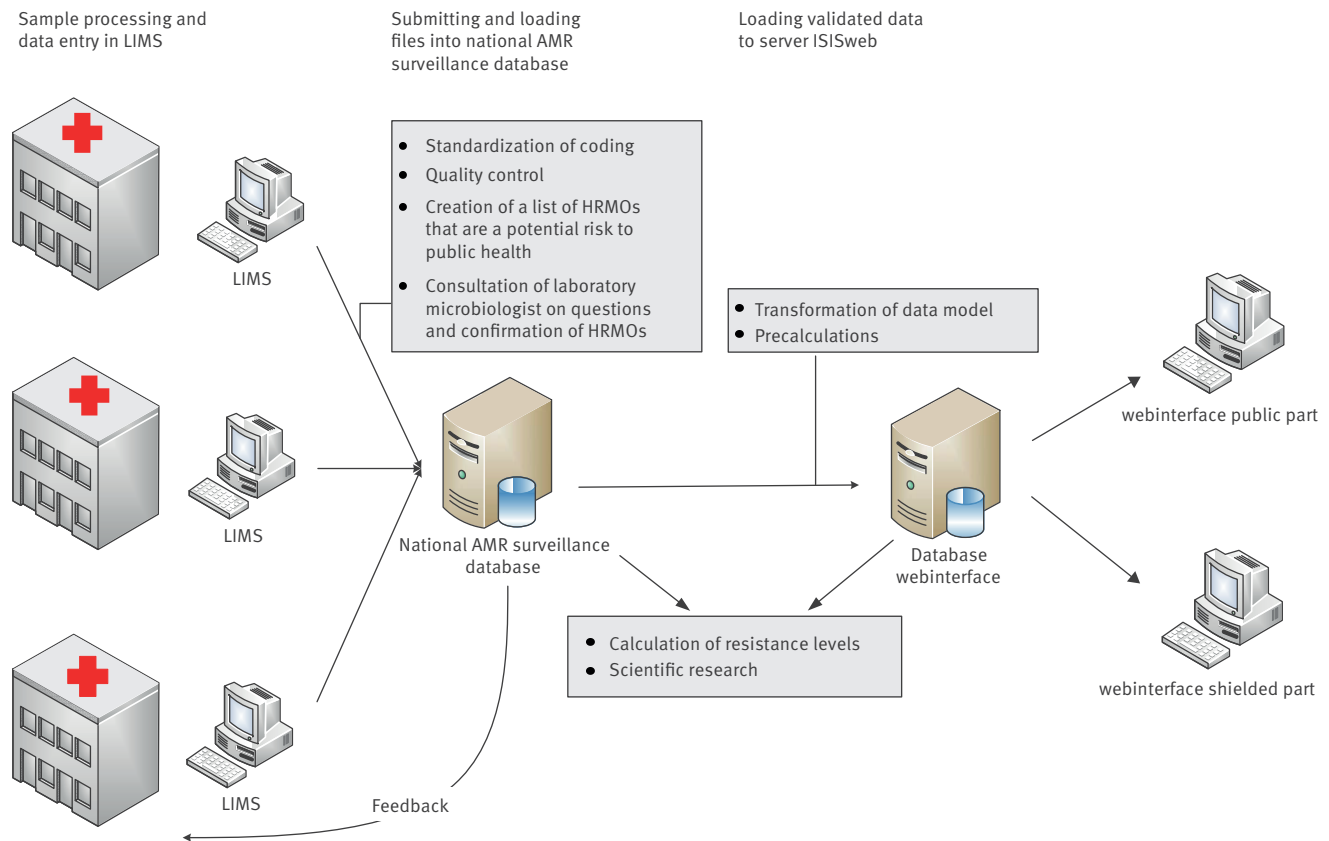 Sample processing and
data entry in LIMS
Submitting and loading
files into national AMR
surveillance database
Loading validated data
to server ISISweb
• Standardization of coding
• Quality control
• Creation of a list of HRMOs
that are a potential risk to
public health
• Consultation of laboratory
microbiologist on questions
and confirmation of HRMOs
LIMS
• Transformation of data model
• Precalculations
webinterface public part
LIMS
National AMR surveillance
database
Database
webinterface
• Calculation of resistance levels
• Scientific research
webinterface shielded part
LIMS
Feedback